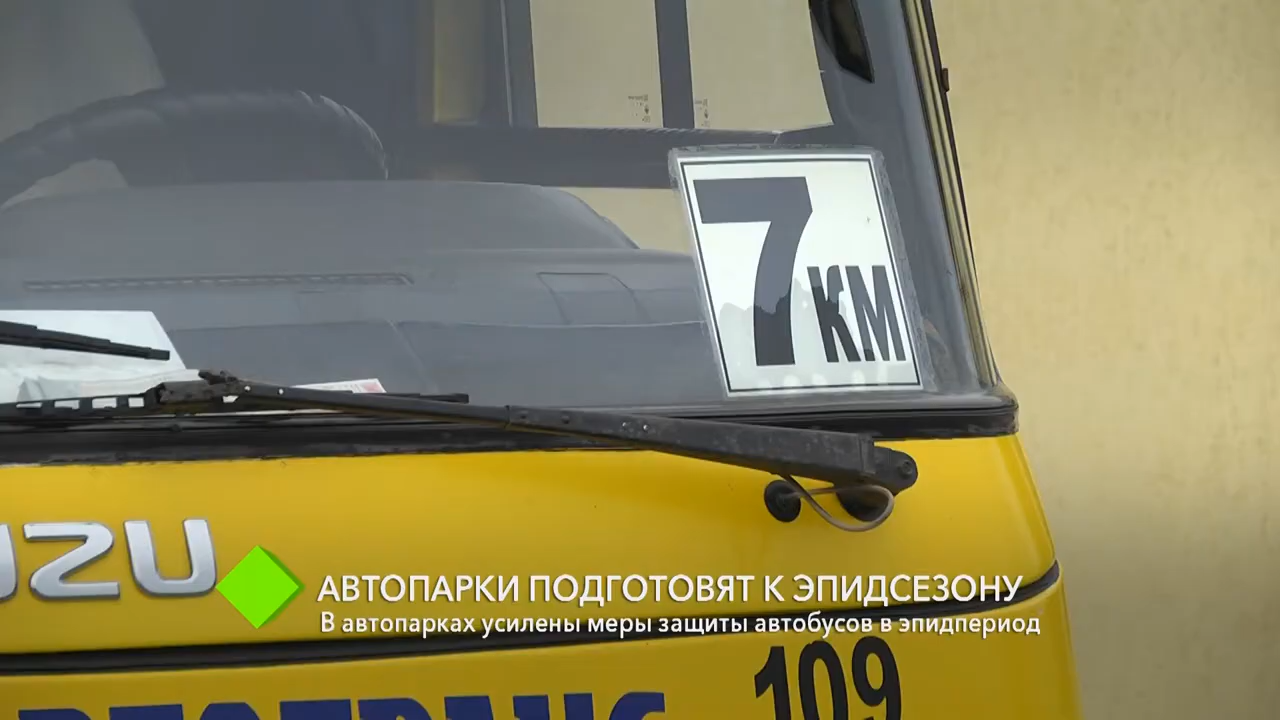 7 КМ
UZU
АВТОПАРКИ ПОДГОТОВЯТ К ЭПИДСЕЗОНУ
В автопарках усилены меры защиты автобусов в эпидпериод
109